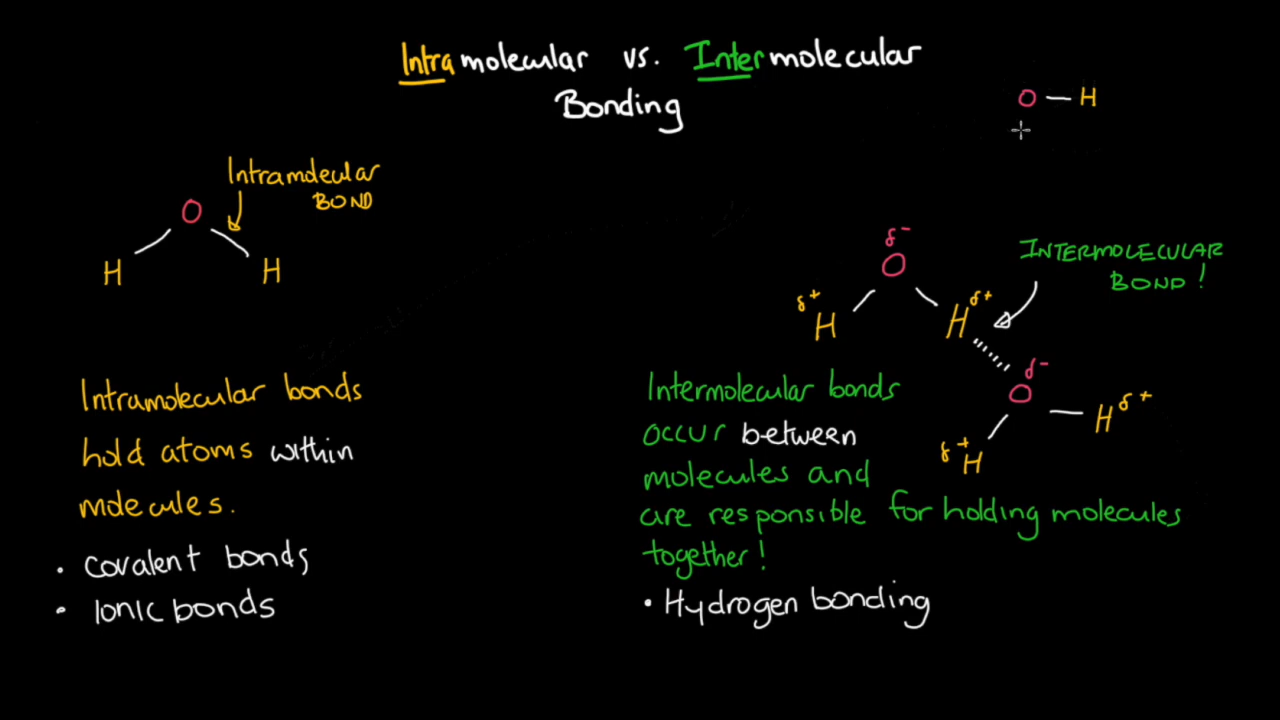 Intramolecular vs. Intermolecular
Bonding
O — H
Intramolecular
BOND
O
H H
Intramolecular bonds
hold atoms within
molecules.
• covalent bonds
• Ionic bonds
δ-
O
δ+ H H δ+
INTERMOLECULAR
BOND!
δ-
O
H δ+
δ+ H
Intermolecular bonds
occur between
molecules and
are responsible for holding molecules
together!
• Hydrogen bonding